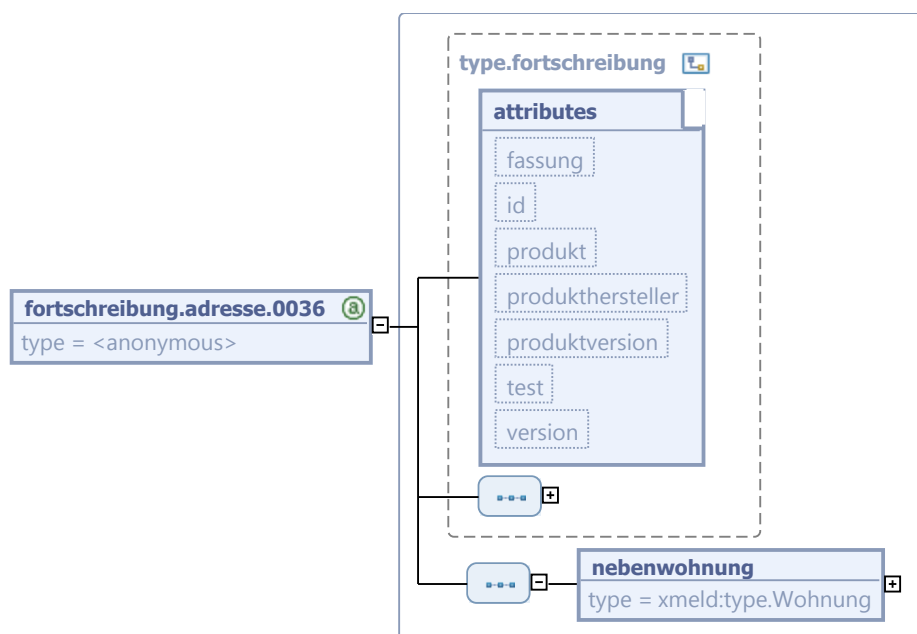 type.fortschreibung
attributes
fassung
id
produkt
produkthersteller
produktversion
test
version
fortschreibung.adresse.0036 a
type = <anonymous>
nebenwohnung
type = xmeld:type.Wohnung